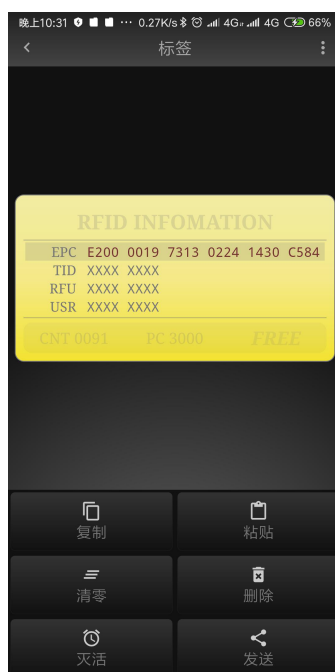 晚上10:31 ··· 0.27K/s 4G 4G 66%
标签
RFID INFOMATION
EPC E200 0019 7313 0224 1430 C584
TID XXXX XXXX
RFU XXXX XXXX
USR XXXX XXXX
CNT 0091 PC 3000 FREE
复制 粘贴
清零 删除
灭活 发送